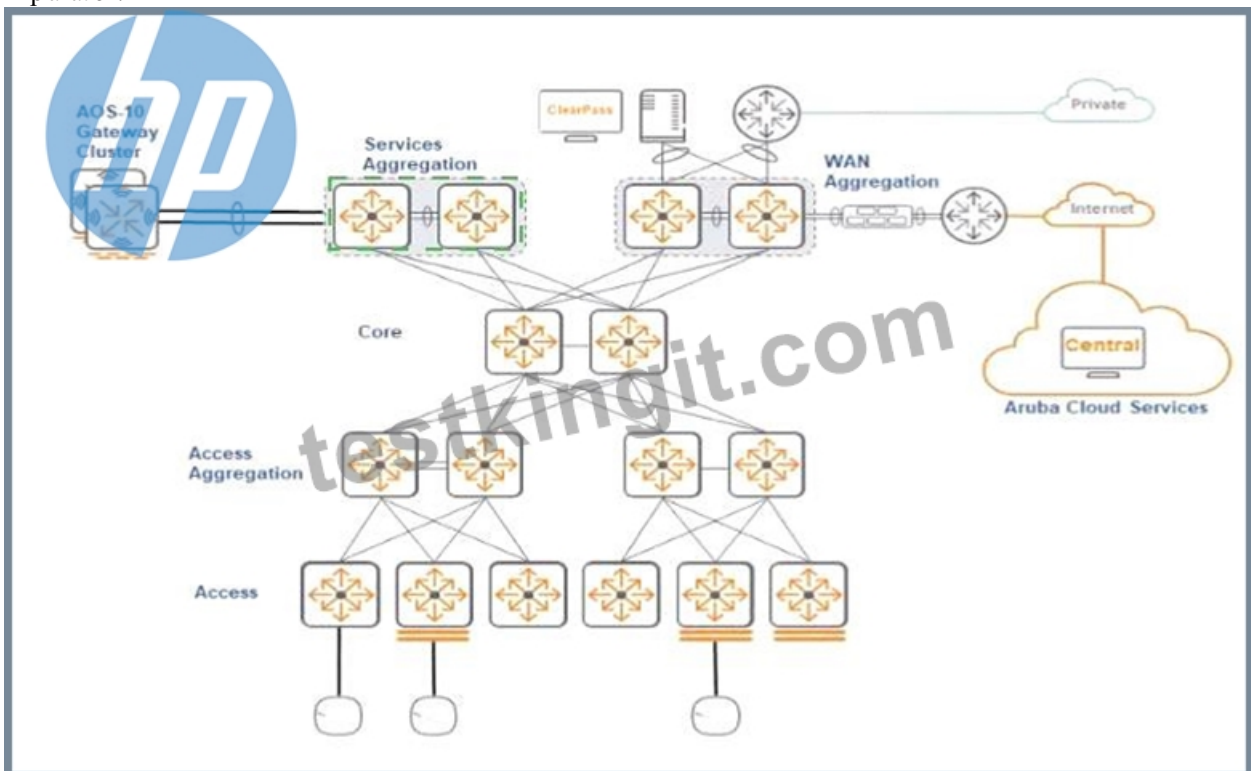 hp
AOS-10
Gateway
Cluster
Services
Aggregation
ClearPass
Private
WAN
Aggregation
Internet
Core
Central
Aruba Cloud Services
testkingit.com
Access
Aggregation
Access